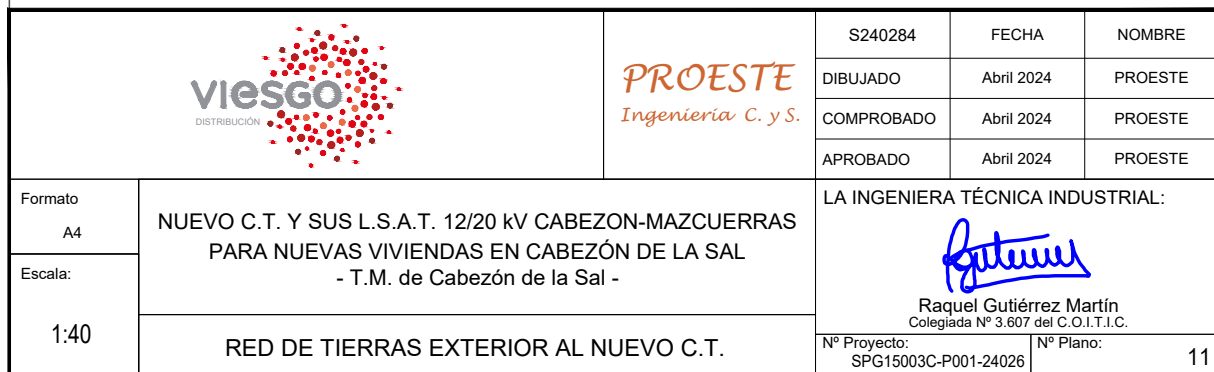 VIesgo
DISTRIBUCIÓN
PROESTE
Ingeniería C. y S.
S240284 FECHA NOMBRE
DIBUJADO Abril 2024 PROESTE
COMPROBADO Abril 2024 PROESTE
APROBADO Abril 2024 PROESTE
Formato
A4
Escala:
1:40
NUEVO C.T. Y SUS L.S.A.T. 12/20 kV CABEZON-MAZCUERRAS
PARA NUEVAS VIVIENDAS EN CABEZÓN DE LA SAL
- T.M. de Cabezón de la Sal -
RED DE TIERRAS EXTERIOR AL NUEVO C.T.
LA INGENIERA TÉCNICA INDUSTRIAL:
Gutierrez
Raquel Gutiérrez Martín
Colegiada Nº 3.607 del C.O.I.T.I.C.
Nº Proyecto:
SPG15003C-P001-24026
Nº Plano:
11